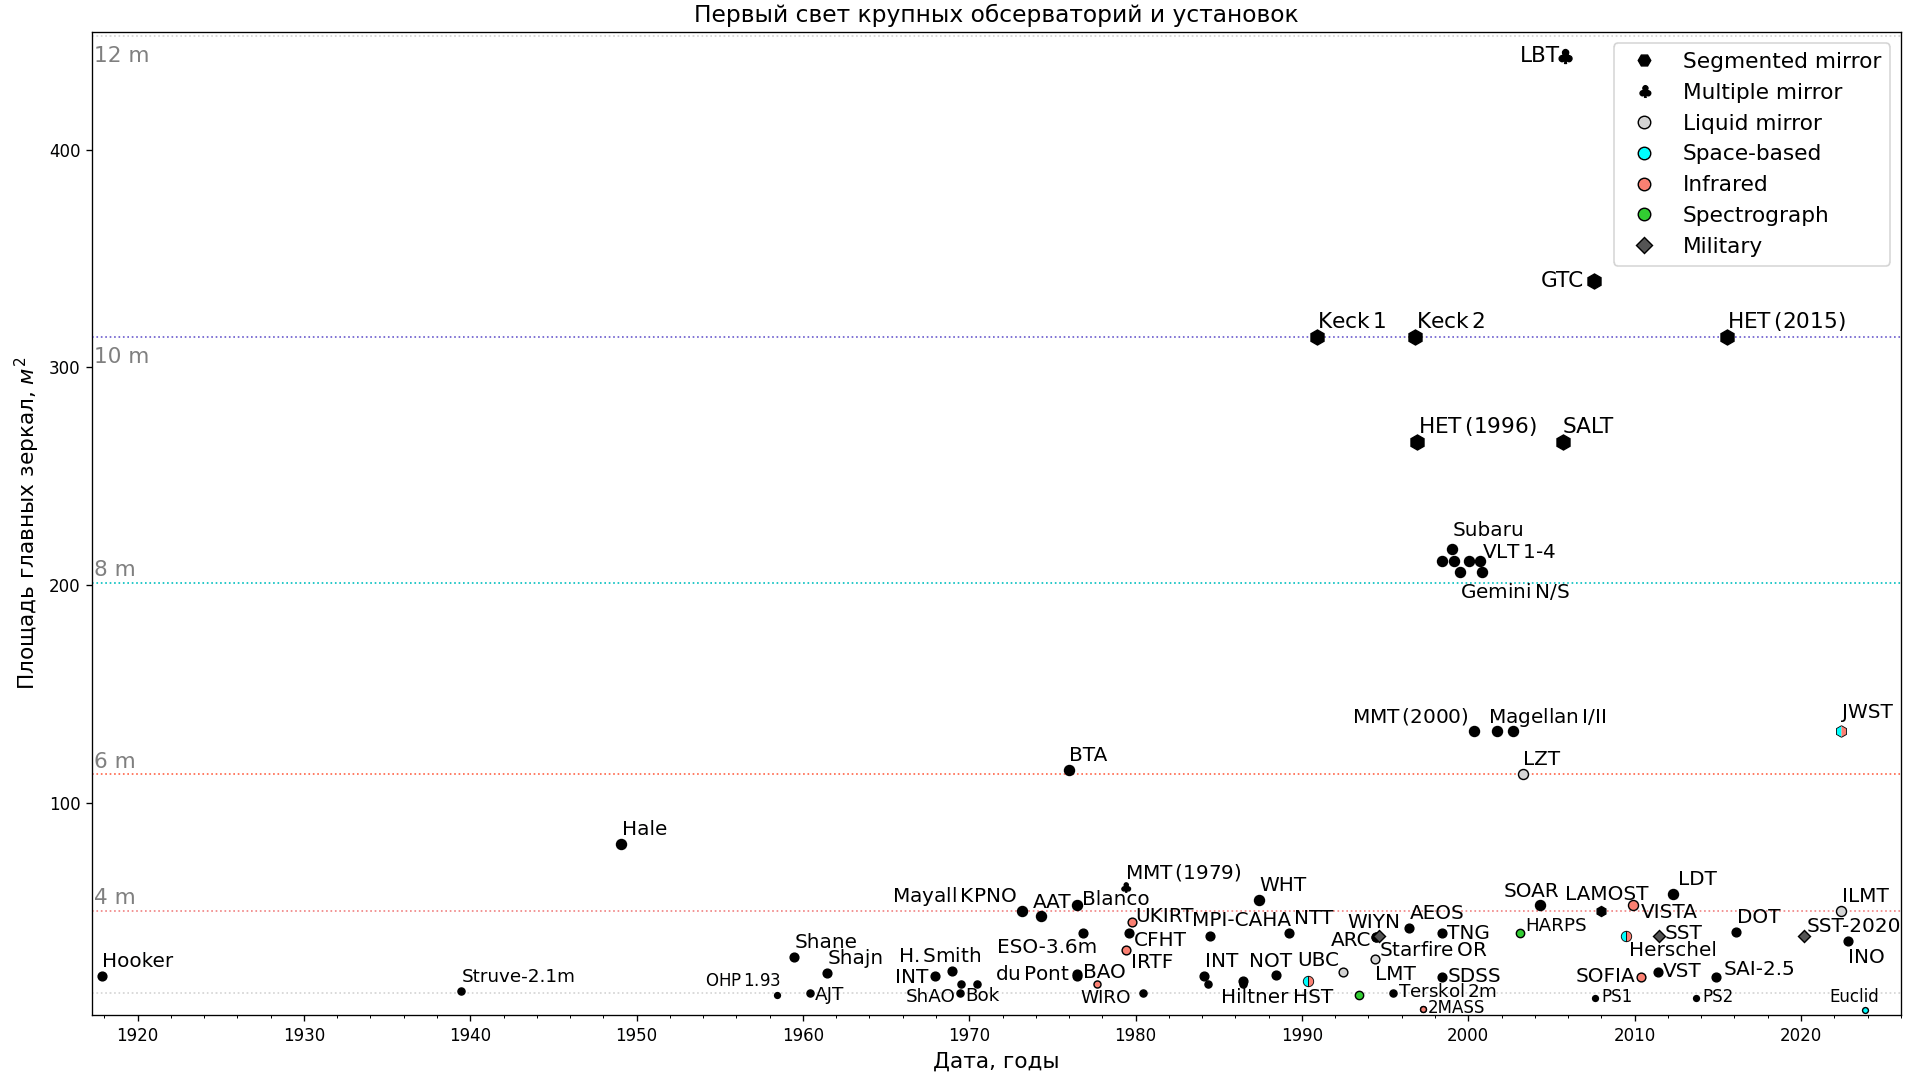 Первый свет крупных обсерваторий и установок
12 m
LBT
Segmented mirror
Multiple mirror
Liquid mirror
Space-based
Infrared
Spectrograph
Military
400
GTC
Keck 1
Keck 2
HET (2015)
10 m
300
HET (1996)
SALT
Площадь главных зеркал, м²
Subaru
VLT 1-4
8 m
200
Gemini N/S
MMT (2000)
Magellan I/II
JWST
BTA
LZT
6 m
100
Hale
MMT (1979)
WHT
LDT
4 m
Mayall KPNO
AAT
Blanco
SOAR
LAMOST
ILMT
UKIRT
MPI-CAHA
NTT
WIYN
AEOS
VISTA
DOT
HARPS
SST-2020
Shane
ESO-3.6m
CFHT
ARC
TNG
SST
Hooker
Shajn
H. Smith
IRTF
Starfire OR
Herschel
INO
Struve-2.1m
OHP 1.93
INT
du Pont
BAO
INT
NOT
UBC
LMT
SDSS
SOFIA
VST
SAI-2.5
AJT
ShAO
Bok
WIRO
Hiltner
HST
Terskol 2m
2MASS
PS1
PS2
Euclid
1920
1930
1940
1950
1960
1970
1980
1990
2000
2010
2020
Дата, годы